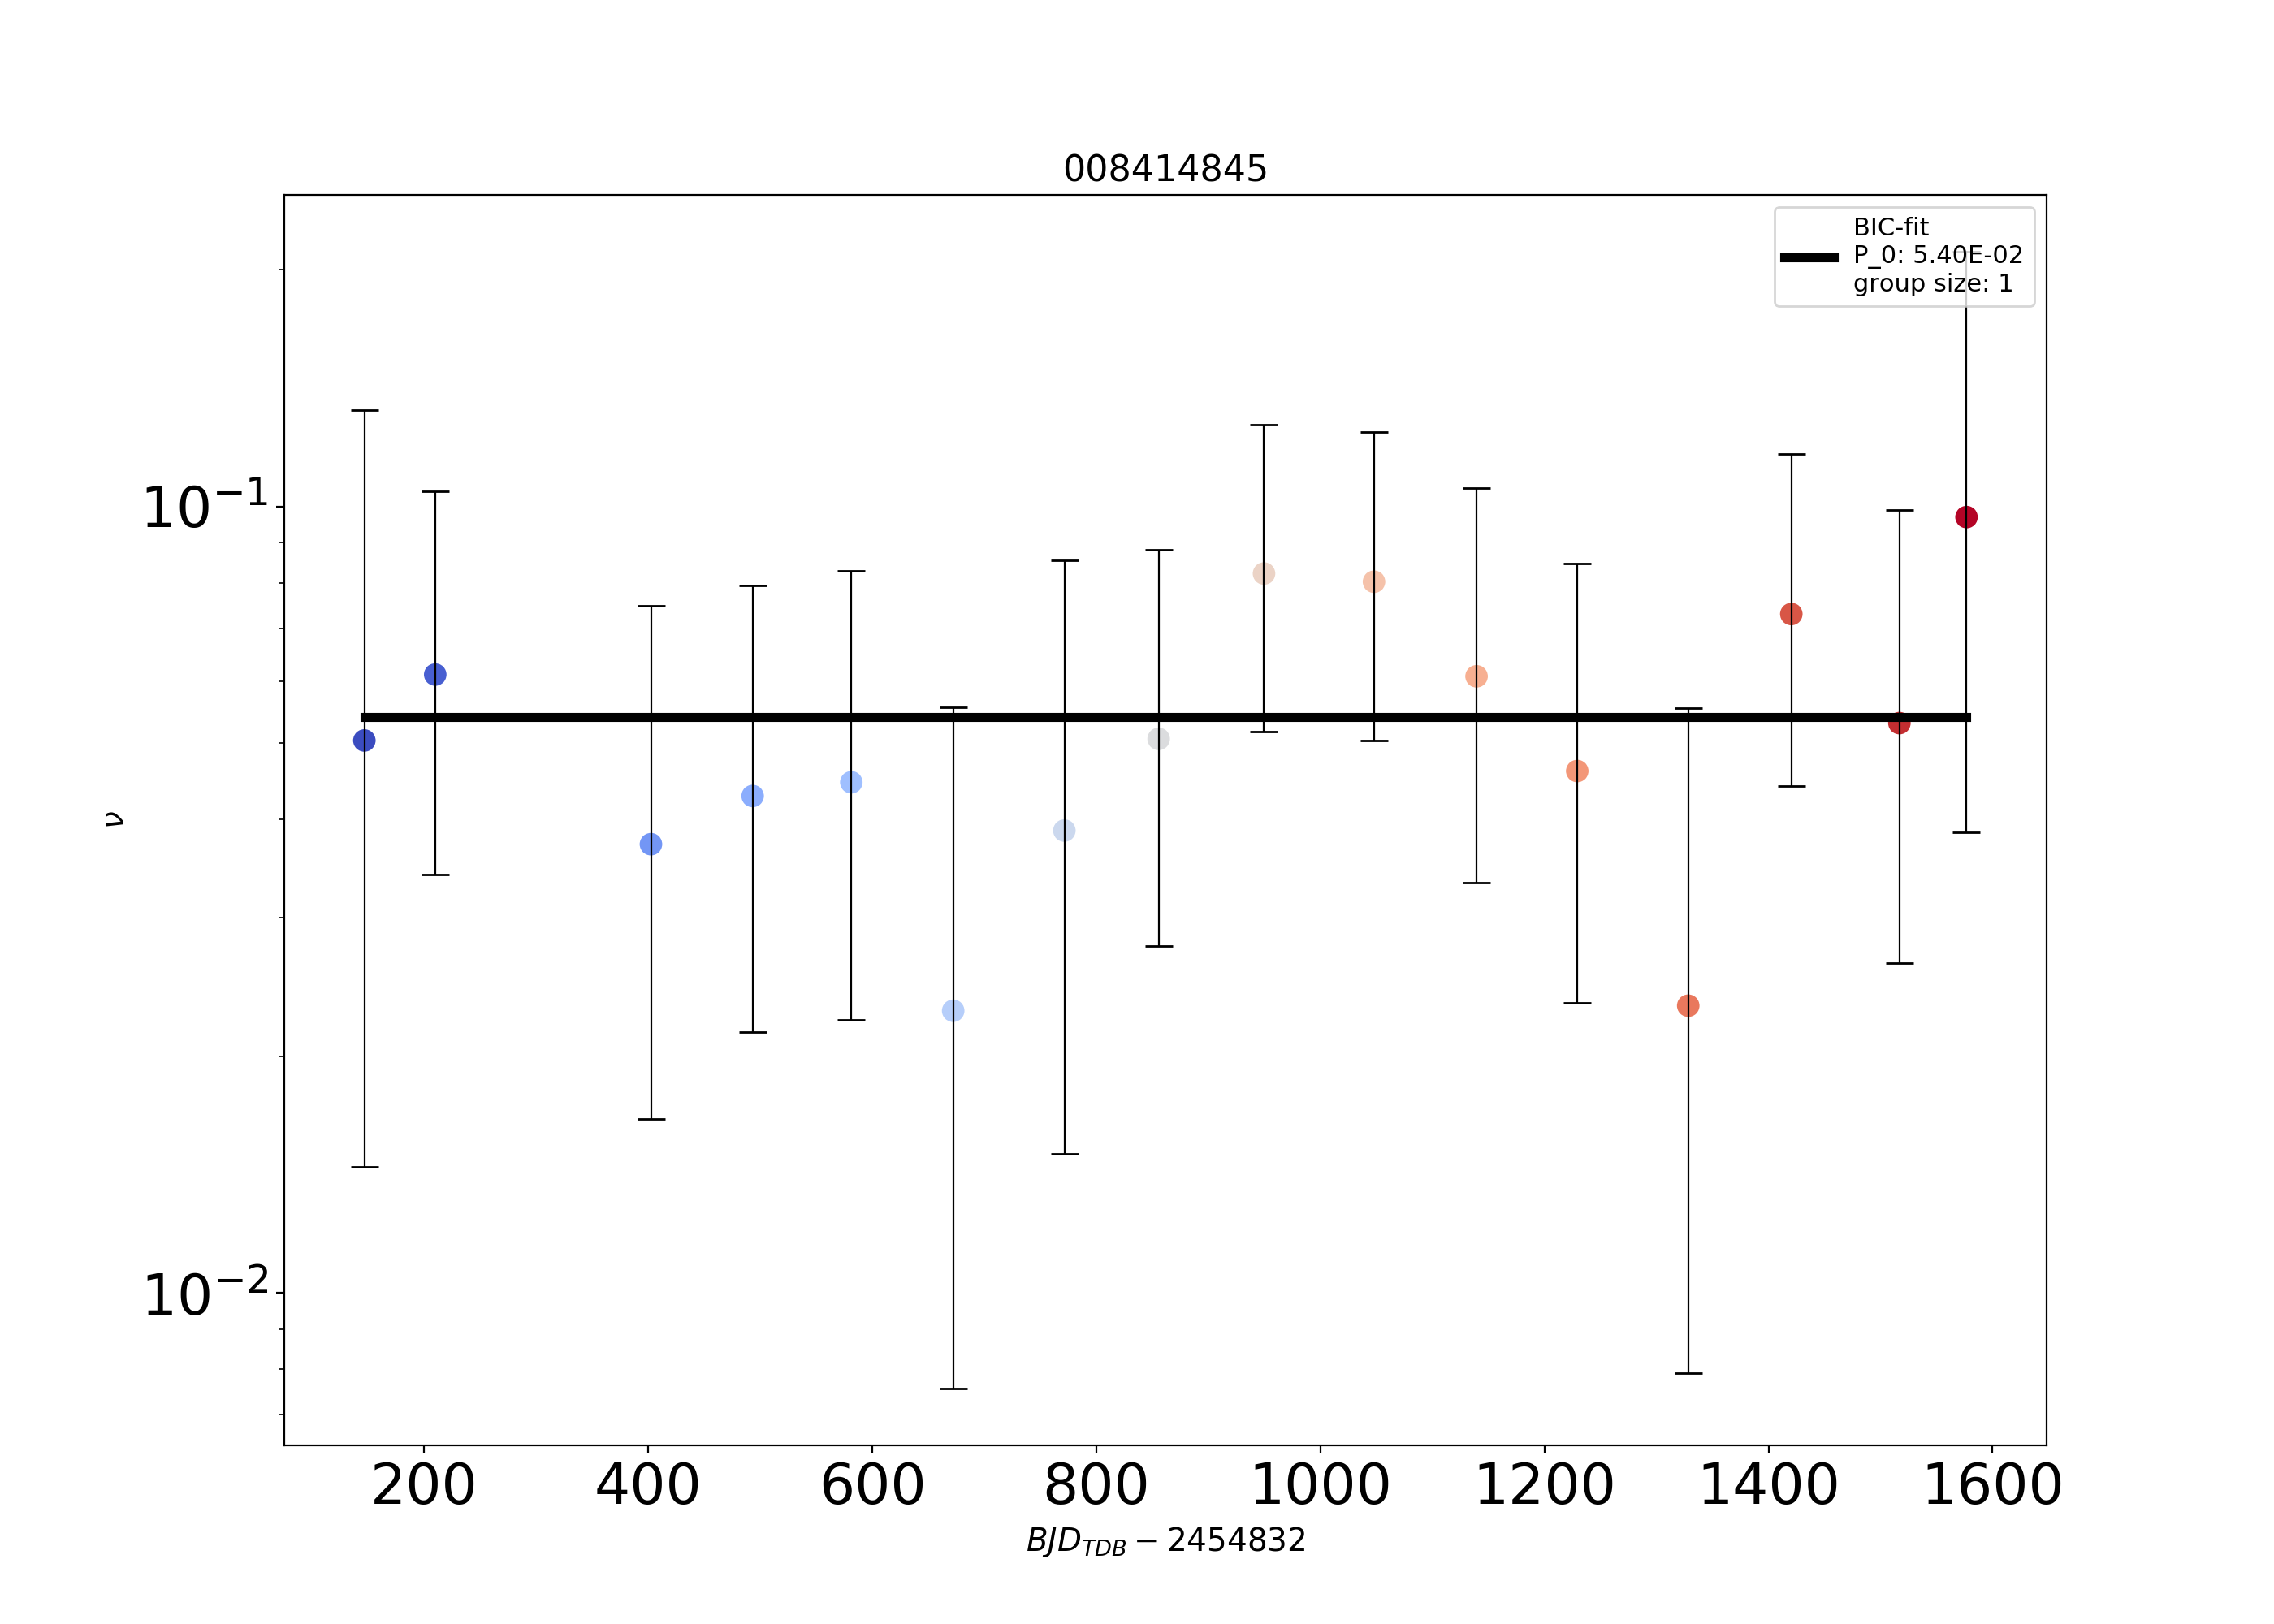 008414845
BIC-fit
P_0: 5.40E-02
group size: 1
10⁻¹
10⁻²
ν
200 400 600 800 1000 1200 1400 1600
BJD_TDB − 2454832